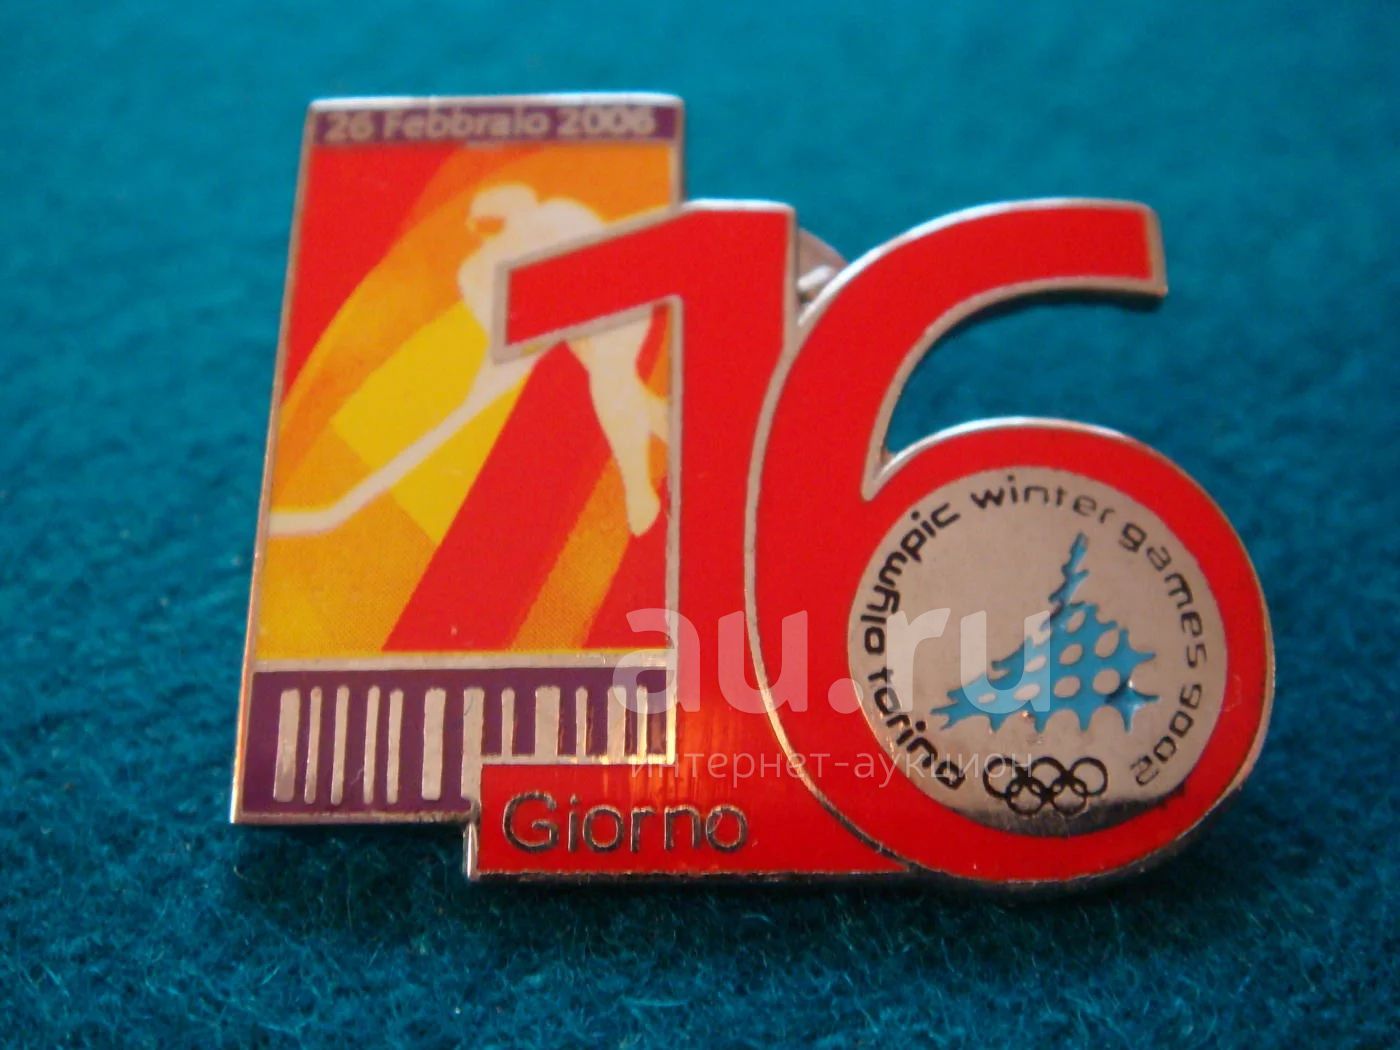 26 Febbraio 2006
16
Giorno
torino olympic winter games 2006
au.ru
интернет-аукцион